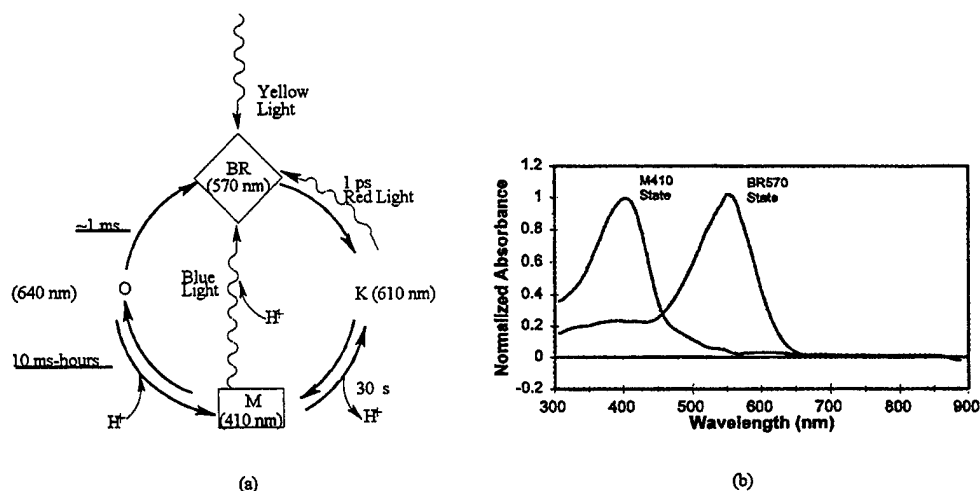 Yellow
Light
BR
(570 nm)
1 ps
Red Light
~1 ms
Blue
Light
(640 nm)
O
K (610 nm)
H+
10 ms-hours
M
(410 nm)
30 s
H+
H+
(a)
1.2
1
0.8
0.6
0.4
0.2
0
-0.2
Normalized Absorbance
M410
State
BR570
State
300 400 500 600 700 800 900
Wavelength (nm)
(b)